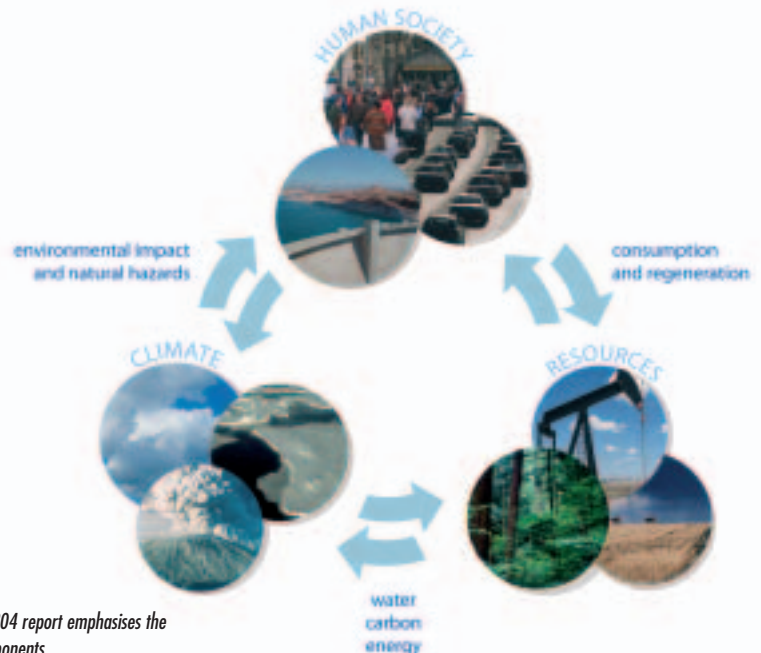 HUMAN SOCIETY
environmental impact
and natural hazards
consumption
and regeneration
CLIMATE
RESOURCES
water
carbon
energy
04 report emphasises the
onents